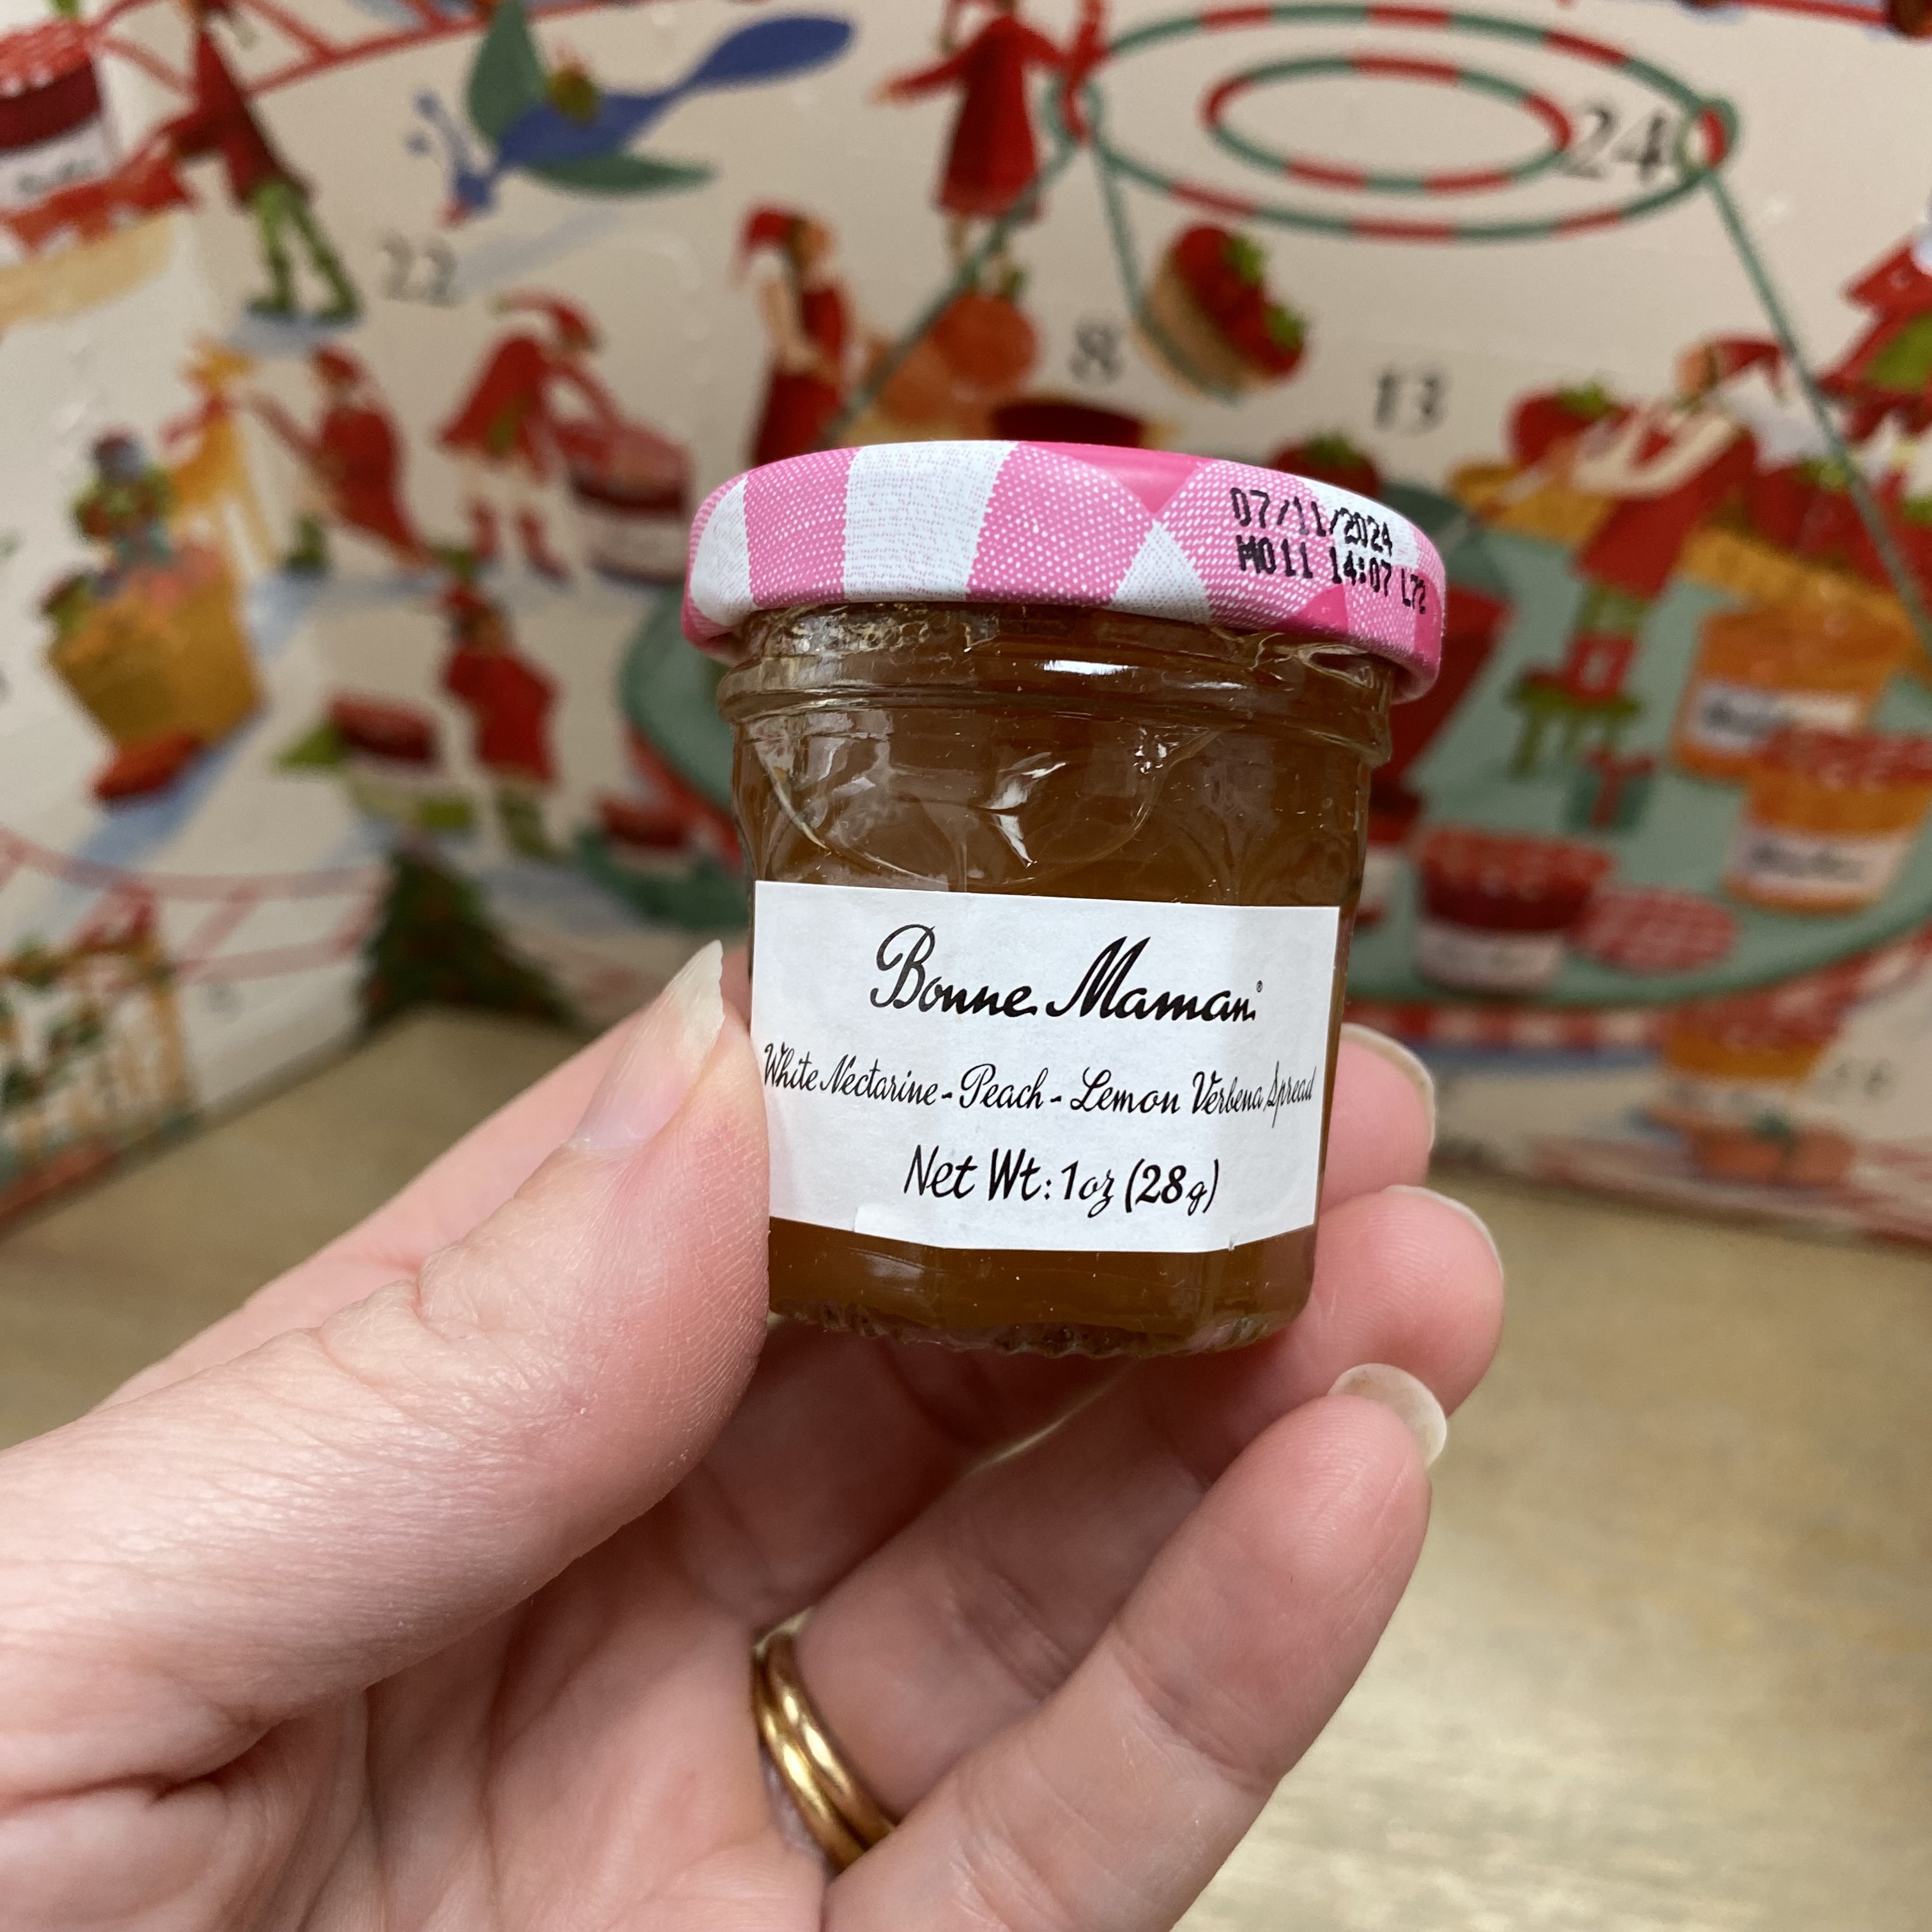 24
22
8
13
07/11/2024
M011 14:07 L72
Bonne Maman®
White Nectarine - Peach - Lemon Verbena Spread
Net Wt: 1oz (28g)